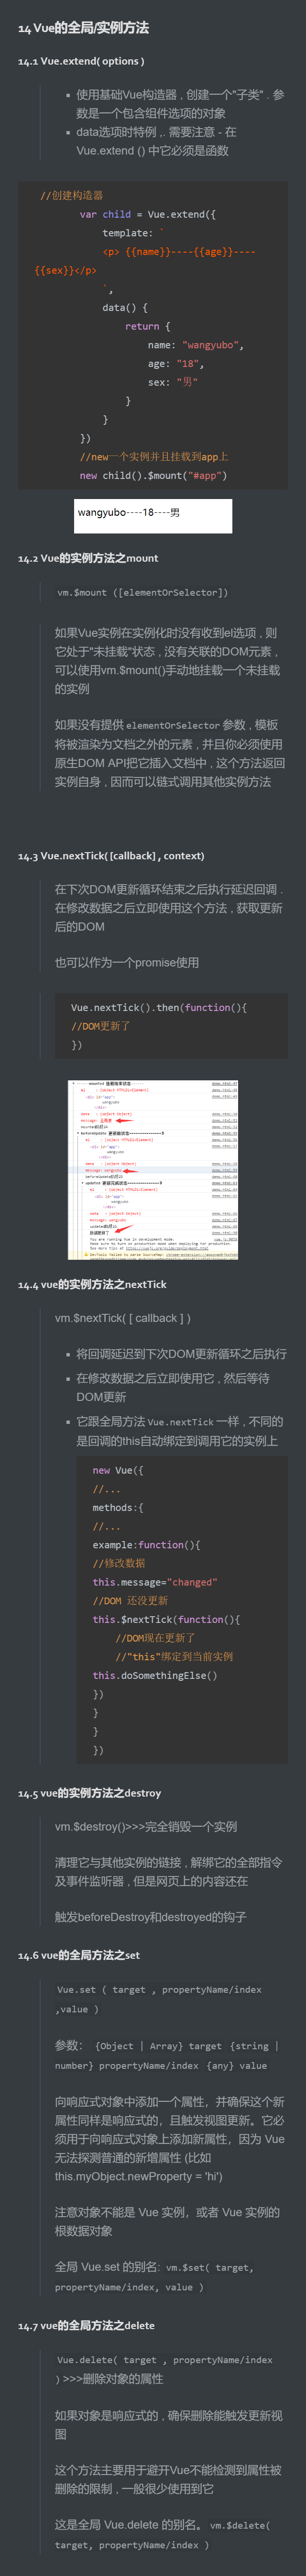 14 Vue的全局/实例方法
14.1 Vue.extend( options )
使用基础Vue构造器 , 创建一个"子类" . 参
数是一个包含组件选项的对象
data选项时特例 ,. 需要注意 - 在
Vue.extend () 中它必须是函数
//创建构造器
var child = Vue.extend({
template: `
<p> {{name}}----{{age}}----
{{sex}}</p>
`,
data() {
return {
name: "wangyubo",
age: "18",
sex: "男"
}
}
})
//new一个实例并且挂载到app上
new child().$mount("#app")
wangyubo----18----男
14.2 Vue的实例方法之mount
vm.$mount ([elementOrSelector])
如果Vue实例在实例化时没有收到el选项 , 则
它处于"未挂载"状态 , 没有关联的DOM元素 ,
可以使用vm.$mount()手动地挂载一个未挂载
的实例
如果没有提供 elementOrSelector 参数 , 模板
将被渲染为文档之外的元素 , 并且你必须使用
原生DOM API把它插入文档中 , 这个方法返回
实例自身 , 因而可以链式调用其他实例方法
14.3 Vue.nextTick( [callback] , context)
在下次DOM更新循环结束之后执行延迟回调 .
在修改数据之后立即使用这个方法 , 获取更新
后的DOM
也可以作为一个promise使用
Vue.nextTick().then(function(){
//DOM更新了
})
14.4 vue的实例方法之nextTick
vm.$nextTick( [ callback ] )
将回调延迟到下次DOM更新循环之后执行
在修改数据之后立即使用它 , 然后等待
DOM更新
它跟全局方法 Vue.nextTick 一样 , 不同的
是回调的this自动绑定到调用它的实例上
new Vue({
//...
methods:{
//...
example:function(){
//修改数据
this.message="changed"
//DOM 还没更新
this.$nextTick(function(){
//DOM现在更新了
//"this"绑定到当前实例
this.doSomethingElse()
})
}
}
})
14.5 vue的实例方法之destroy
vm.$destroy()>>>完全销毁一个实例
清理它与其他实例的链接 , 解绑它的全部指令
及事件监听器 , 但是网页上的内容还在
触发beforeDestroy和destroyed的钩子
14.6 vue的全局方法之set
Vue.set ( target , propertyName/index
,value )
参数： {Object | Array} target {string |
number} propertyName/index {any} value
向响应式对象中添加一个属性，并确保这个新
属性同样是响应式的，且触发视图更新。它必
须用于向响应式对象上添加新属性，因为 Vue
无法探测普通的新增属性 (比如
this.myObject.newProperty = 'hi')
注意对象不能是 Vue 实例，或者 Vue 实例的
根数据对象
全局 Vue.set 的别名: vm.$set( target,
propertyName/index, value )
14.7 vue的全局方法之delete
Vue.delete( target , propertyName/index
) >>>删除对象的属性
如果对象是响应式的 , 确保删除能触发更新视
图
这个方法主要用于避开Vue不能检测到属性被
删除的限制 , 一般很少使用到它
这是全局 Vue.delete 的别名。vm.$delete(
target, propertyName/index )